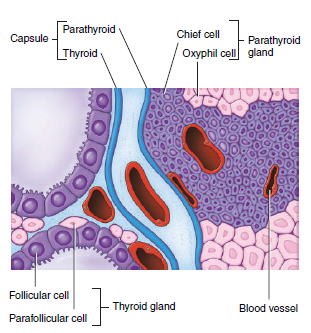 Capsule
Parathyroid
Thyroid
Chief cell
Oxyphil cell
Parathyroid
gland
Follicular cell
Parafollicular cell
Thyroid gland
Blood vessel